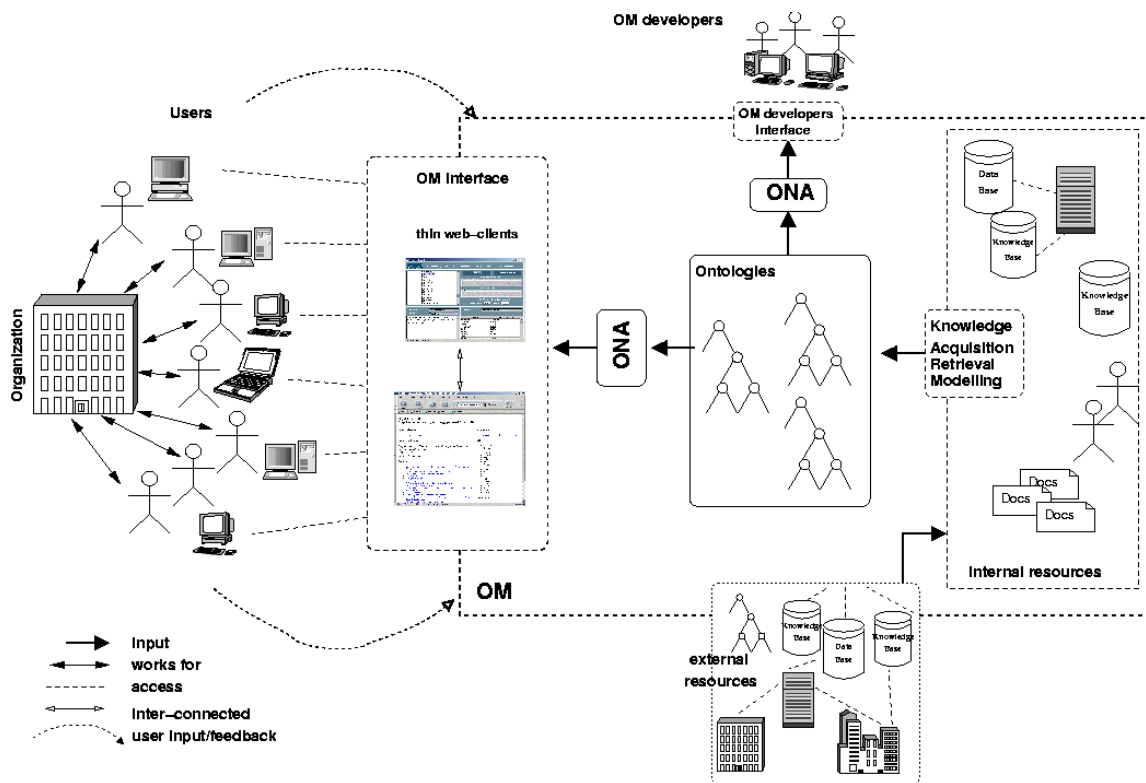 OM developers
Users
OM developers
Interface
OM Interface
thin web-clients
ONA
Data
Base
Knowledge
Base
Knowledge
Base
Ontologies
Organization
ONA
Knowledge
Acquisition
Retrieval
Modelling
Docs
Docs
Docs
Internal resources
OM
Knowledge
Base
Data
Base
Knowledge
Base
external
resources
Input
works for
access
Inter-connected
user input/feedback